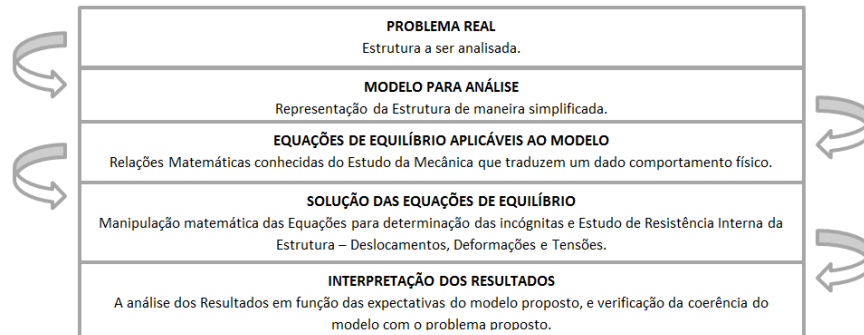 PROBLEMA REAL
Estrutura a ser analisada.
MODELO PARA ANÁLISE
Representação da Estrutura de maneira simplificada.
EQUAÇÕES DE EQUILÍBRIO APLICÁVEIS AO MODELO
Relações Matemáticas conhecidas do Estudo da Mecânica que traduzem um dado comportamento físico.
SOLUÇÃO DAS EQUAÇÕES DE EQUILÍBRIO
Manipulação matemática das Equações para determinação das incógnitas e Estudo de Resistência Interna da
Estrutura – Deslocamentos, Deformações e Tensões.
INTERPRETAÇÃO DOS RESULTADOS
A análise dos Resultados em função das expectativas do modelo proposto, e verificação da coerência do
modelo com o problema proposto.